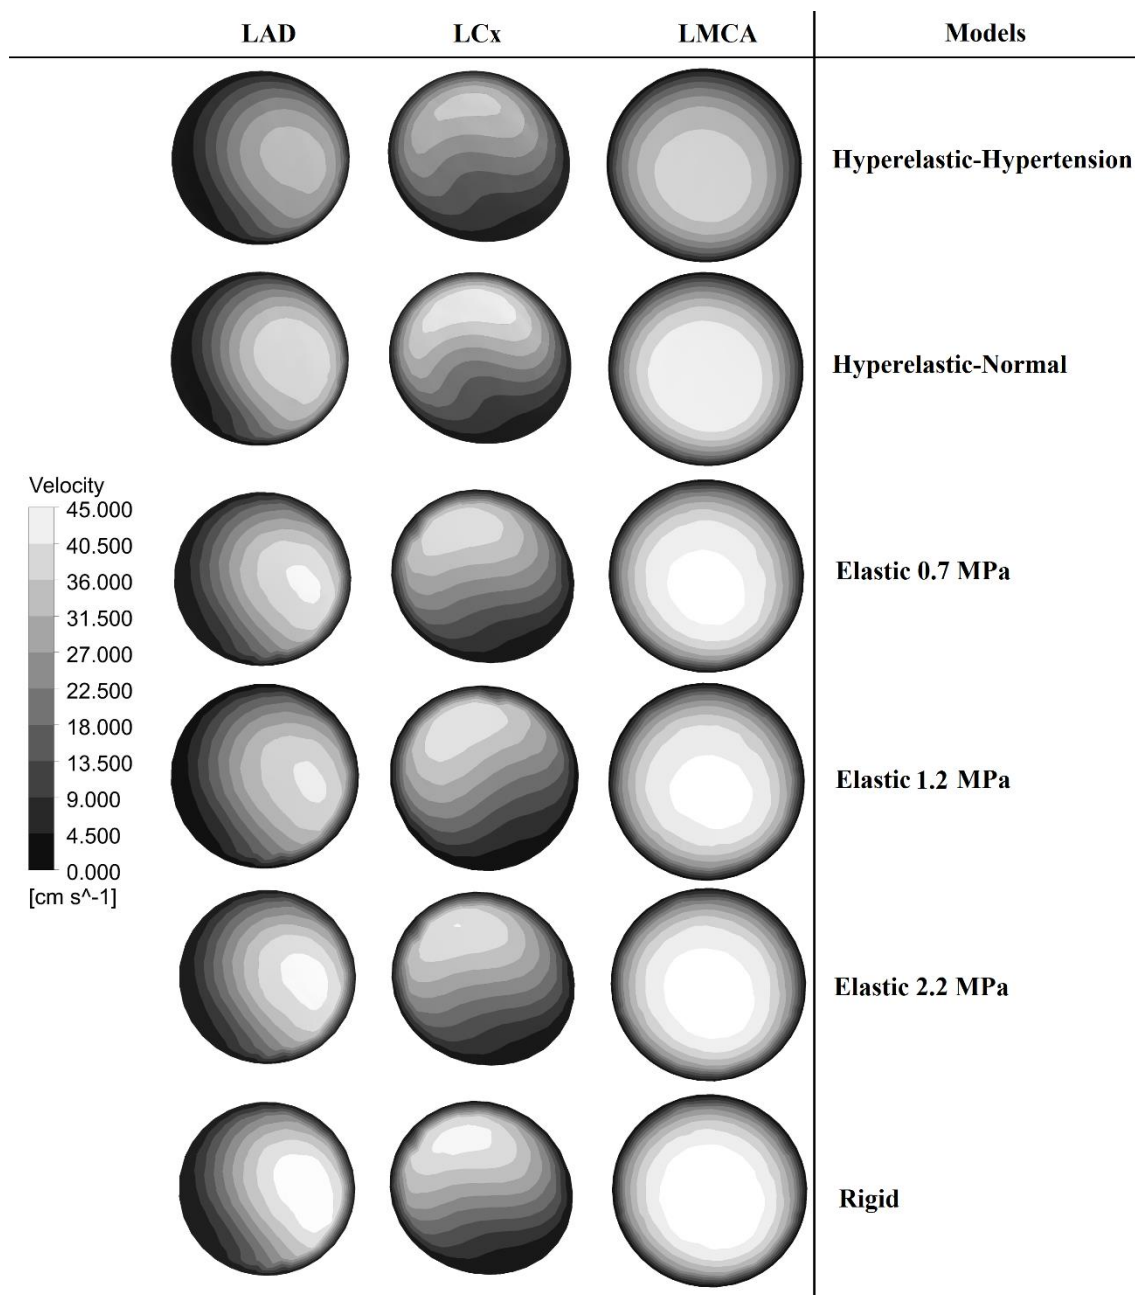 LAD LCx LMCA Models
Hyperelastic-Hypertension
Hyperelastic-Normal
Velocity
45.000
40.500
36.000
31.500
27.000
22.500
18.000
13.500
9.000
4.500
0.000
[cm s^-1]
Elastic 0.7 MPa
Elastic 1.2 MPa
Elastic 2.2 MPa
Rigid